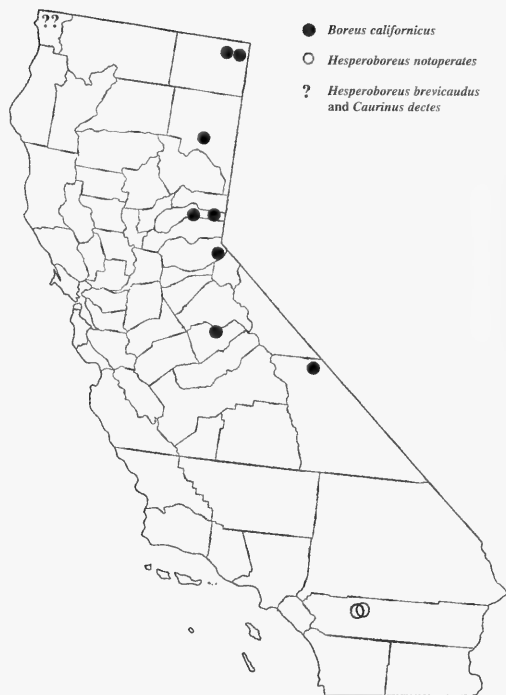 ??
Boreus californicus
Hesperoboreus notoperates
? Hesperoboreus brevicaudus
and Caurinus dectes